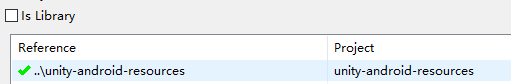 Is Library
Reference Project
..\unity-android-resources unity-android-resources